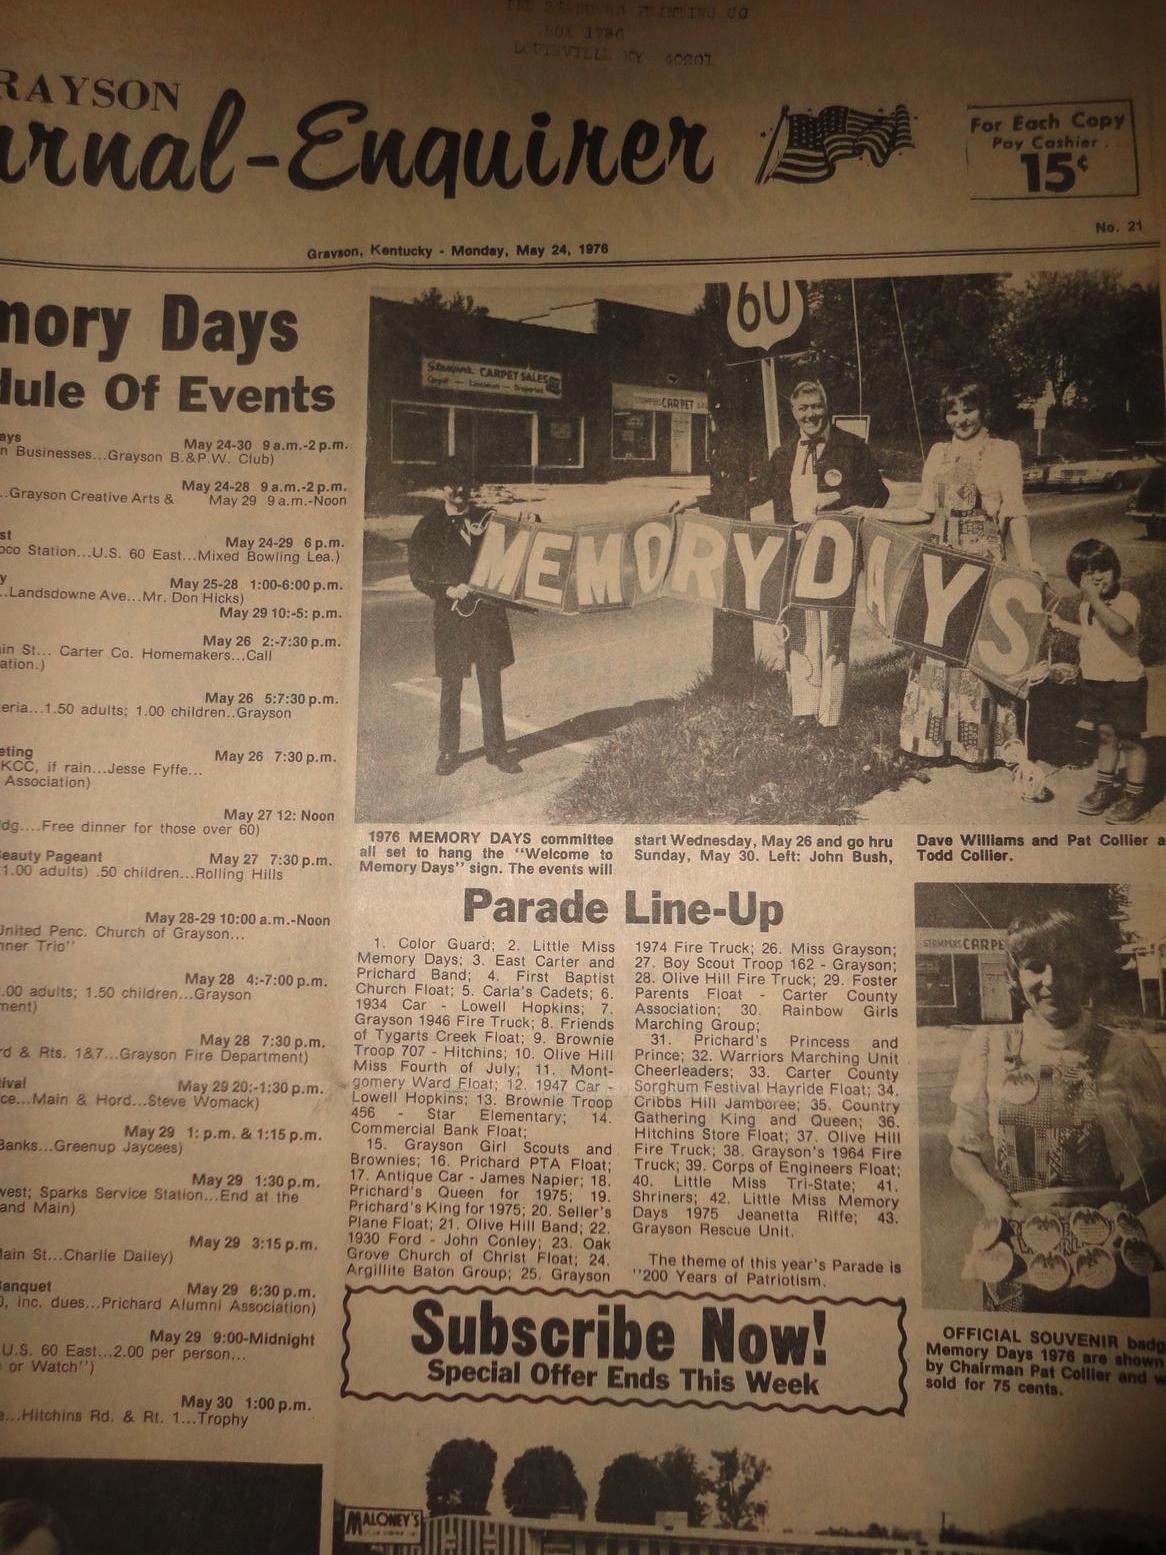 THE STANDARD PRINTING CO
BOX 1786
LOUISVILLE KY 40201
RAYSON
urnal-Enquirer
For Each Copy
Pay Cashier...
15¢
No. 21
Grayson, Kentucky - Monday, May 24, 1976
mory Days
dule Of Events
ays May 24-30 9 a.m.-2 p.m.
n Businesses...Grayson B.&P.W. Club)
May 24-28 9 a.m.-2 p.m.
..Grayson Creative Arts & May 29 9 a.m.-Noon
st May 24-29 6 p.m.
oco Station...U.S. 60 East...Mixed Bowling Lea.)
y May 25-28 1:00-6:00 p.m.
..Landsdowne Ave...Mr. Don Hicks)
May 29 10:-5: p.m.
May 26 2:-7:30 p.m.
in St... Carter Co. Homemakers...Call
ation.)
May 26 5:7:30 p.m.
eria...1.50 adults; 1.00 children..Grayson
eting May 26 7:30 p.m.
KCC, if rain...Jesse Fyffe...
Association)
May 27 12: Noon
dg....Free dinner for those over 60)
eauty Pageant May 27 7:30 p.m.
1.00 adults) .50 children...Rolling Hills
May 28-29 10:00 a.m.-Noon
United Penc. Church of Grayson...
nner Trio"
May 28 4:-7:00 p.m.
.00 adults; 1.50 children...Grayson
ment)
May 28 7:30 p.m.
rd & Rts. 1&7...Grayson Fire Department)
ival May 29 20:-1:30 p.m.
ce...Main & Hord...Steve Womack)
May 29 1: p.m. & 1:15 p.m.
Banks...Greenup Jaycees)
May 29 1:30 p.m.
vest; Sparks Service Station...End at the
and Main)
May 29 3:15 p.m.
Main St...Charlie Dailey)
Banquet May 29 6:30 p.m.
0, inc. dues...Prichard Alumni Association)
May 29 9:00-Midnight
U.S. 60 East...2.00 per person...
or Watch")
May 30 1:00 p.m.
e...Hitchins Rd. & Rt. 1...Trophy
60
CARPET SALES
STAMPERS CARPET
MEMORY DAYS
1976 MEMORY DAYS committee
all set to hang the "Welcome to
Memory Days" sign. The events will
start Wednesday, May 26 and go hru
Sunday, May 30. Left: John Bush,
Dave Williams and Pat Collier a
Todd Collier.
Parade Line-Up
1. Color Guard; 2. Little Miss
Memory Days; 3. East Carter and
Prichard Band; 4. First Baptist
Church Float; 5. Carla's Cadets; 6.
1934 Car - Lowell Hopkins; 7.
Grayson 1946 Fire Truck; 8. Friends
of Tygarts Creek Float; 9. Brownie
Troop 707 - Hitchins; 10. Olive Hill
Miss Fourth of July; 11. Mont-
gomery Ward Float; 12. 1947 Car -
Lowell Hopkins; 13. Brownie Troop
456 - Star Elementary; 14.
Commercial Bank Float;
15. Grayson Girl Scouts and
Brownies; 16. Prichard PTA Float;
17. Antique Car - James Napier; 18.
Prichard's Queen for 1975; 19.
Prichard's King for 1975; 20. Seller's
Plane Float; 21. Olive Hill Band; 22.
1930 Ford - John Conley; 23. Oak
Grove Church of Christ Float; 24.
Argillite Baton Group; 25. Grayson
1974 Fire Truck; 26. Miss Grayson;
27. Boy Scout Troop 162 - Grayson;
28. Olive Hill Fire Truck; 29. Foster
Parents Float - Carter County
Association; 30. Rainbow Girls
Marching Group;
31. Prichard's Princess and
Prince; 32. Warriors Marching Unit
Cheerleaders; 33. Carter County
Sorghum Festival Hayride Float; 34.
Cribbs Hill Jamboree; 35. Country
Gathering King and Queen; 36.
Hitchins Store Float; 37. Olive Hill
Fire Truck; 38. Grayson's 1964 Fire
Truck; 39. Corps of Engineers Float;
40. Little Miss Tri-State; 41.
Shriners; 42. Little Miss Memory
Days 1975 Jeanetta Riffe; 43.
Grayson Rescue Unit.
The theme of this year's Parade is
"200 Years of Patriotism.
STAMPERS CARPE
OFFICIAL SOUVENIR badg
Memory Days 1976 are shown
by Chairman Pat Collier and w
sold for 75 cents.
Subscribe Now!
Special Offer Ends This Week
MALONEY'S